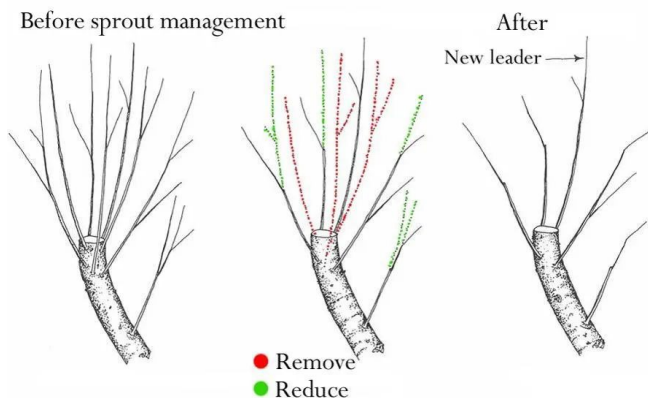 Before sprout management
After
New leader
Remove
Reduce